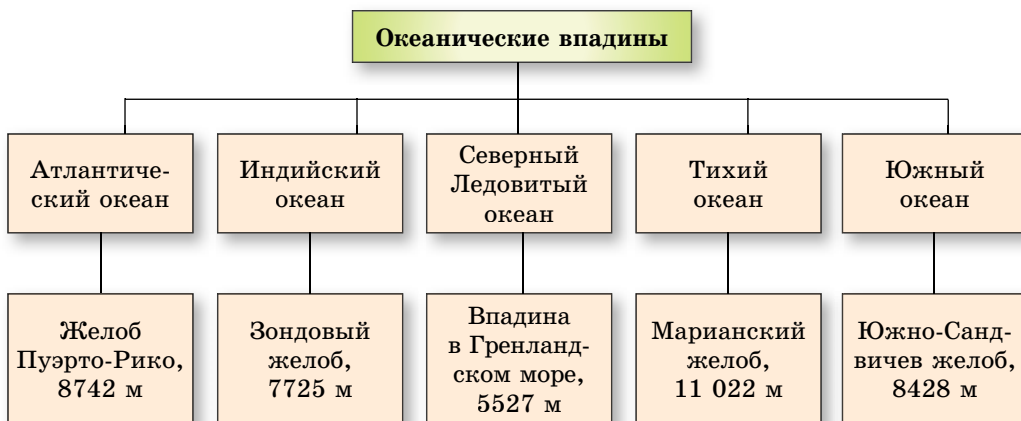 Океанические впадины
Атлантиче-
ский океан
Индийский
океан
Северный
Ледовитый
океан
Тихий
океан
Южный
океан
Желоб
Пуэрто-Рико,
8742 м
Зондовый
желоб,
7725 м
Впадина
в Гренланд-
ском море,
5527 м
Марианский
желоб,
11 022 м
Южно-Санд-
вичев желоб,
8428 м